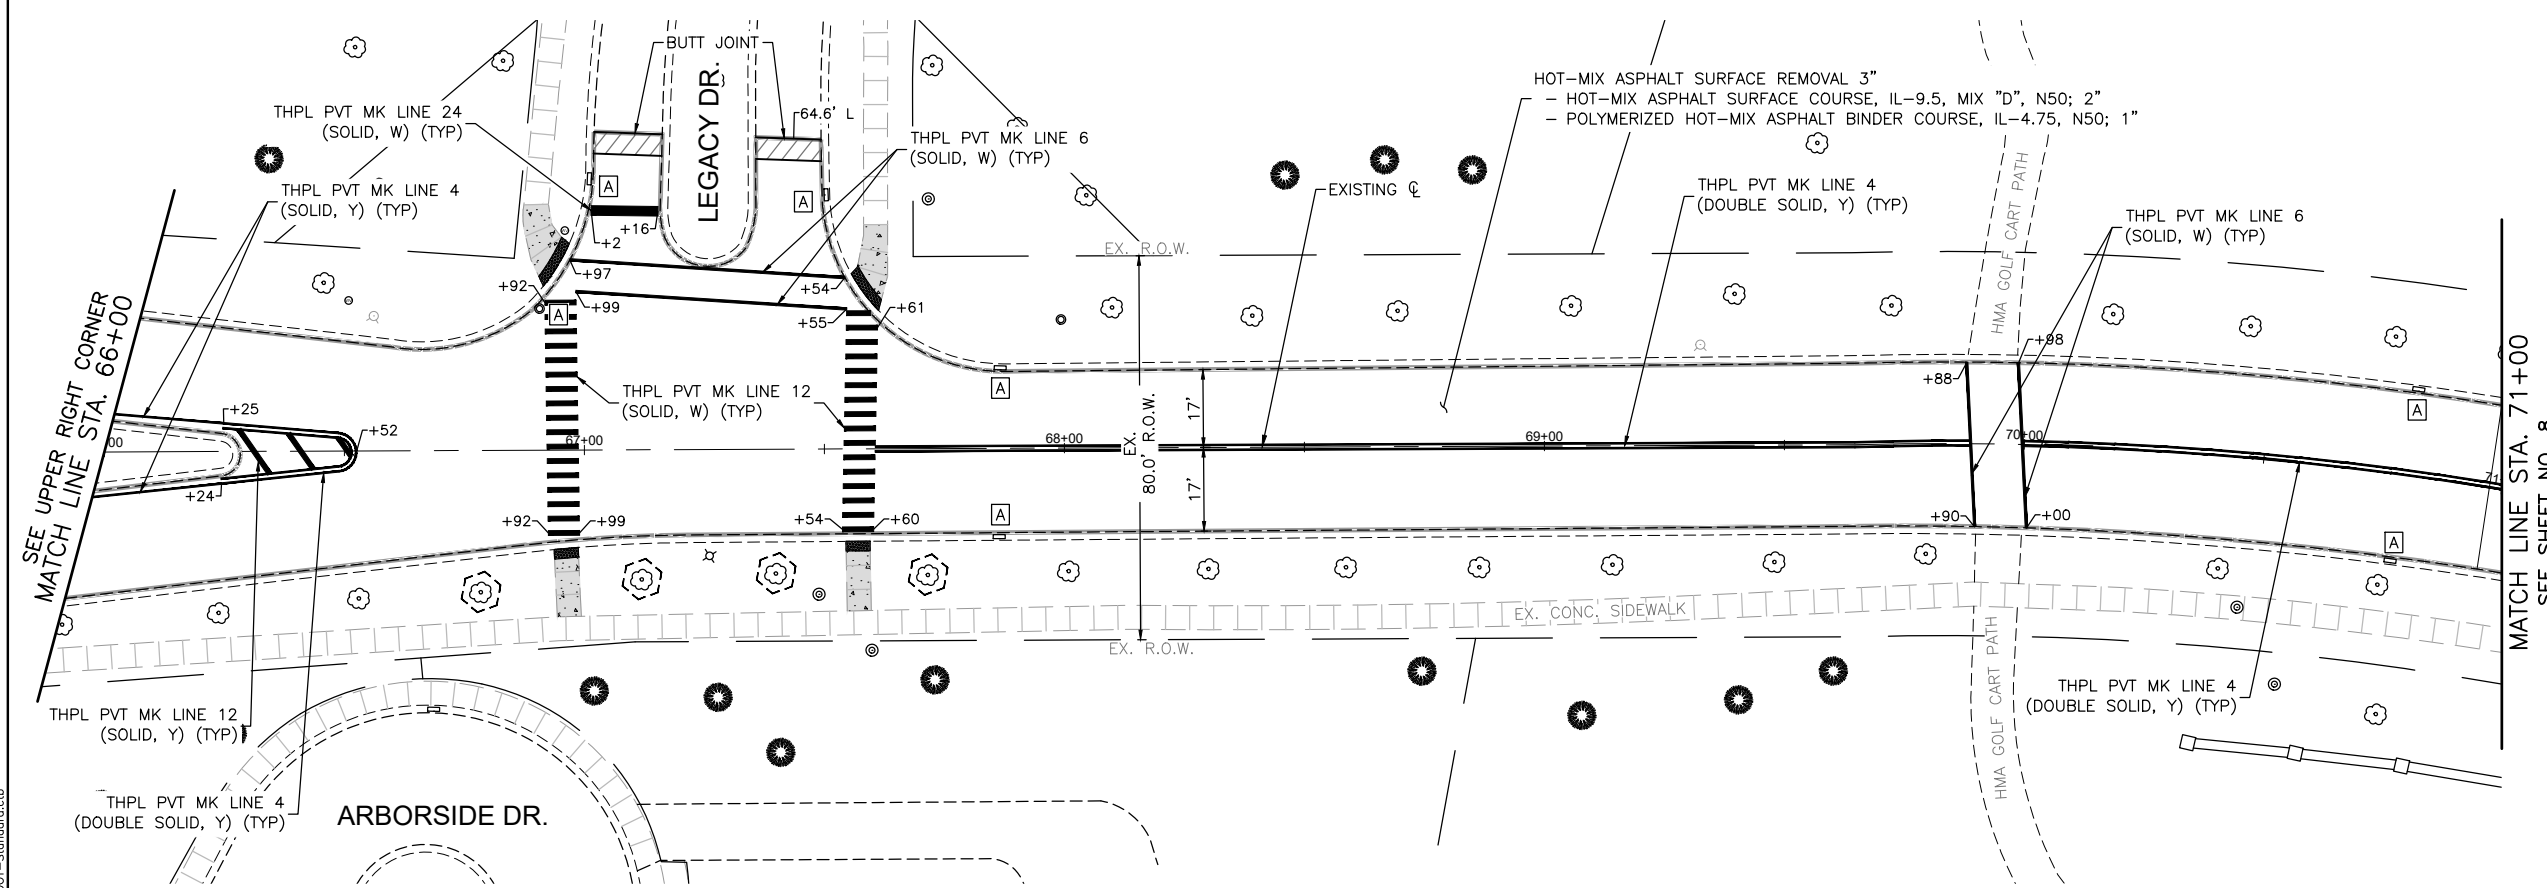 BUTT JOINT
LEGACY DR.
64.6' L
THPL PVT MK LINE 24
(SOLID, W) (TYP)
THPL PVT MK LINE 4
(SOLID, Y) (TYP)
THPL PVT MK LINE 6
(SOLID, W) (TYP)
HOT-MIX ASPHALT SURFACE REMOVAL 3"
- HOT-MIX ASPHALT SURFACE COURSE, IL-9.5, MIX "D", N50; 2"
- POLYMERIZED HOT-MIX ASPHALT BINDER COURSE, IL-4.75, N50; 1"
EXISTING ℄
THPL PVT MK LINE 4
(DOUBLE SOLID, Y) (TYP)
HMA GOLF CART PATH
THPL PVT MK LINE 6
(SOLID, W) (TYP)
A
A
+2
+16
EX. R.O.W.
+97
+92
+99
A
+54
+55
+61
SEE UPPER RIGHT CORNER
MATCH LINE STA. 66+00
+25
+52
+24
00
THPL PVT MK LINE 12
(SOLID, W) (TYP)
67+00
68+00
69+00
70+00
71
A
EX.
80.0' R.O.W.
17'
17'
+88
+98
+90
+00
A
A
A
+92
+99
+54
+60
MATCH LINE STA. 71+00
SEE SHEET NO. 8
EX. CONC. SIDEWALK
EX. R.O.W.
HMA GOLF CART PATH
THPL PVT MK LINE 4
(DOUBLE SOLID, Y) (TYP)
THPL PVT MK LINE 12
(SOLID, Y) (TYP)
THPL PVT MK LINE 4
(DOUBLE SOLID, Y) (TYP)
ARBORSIDE DR.